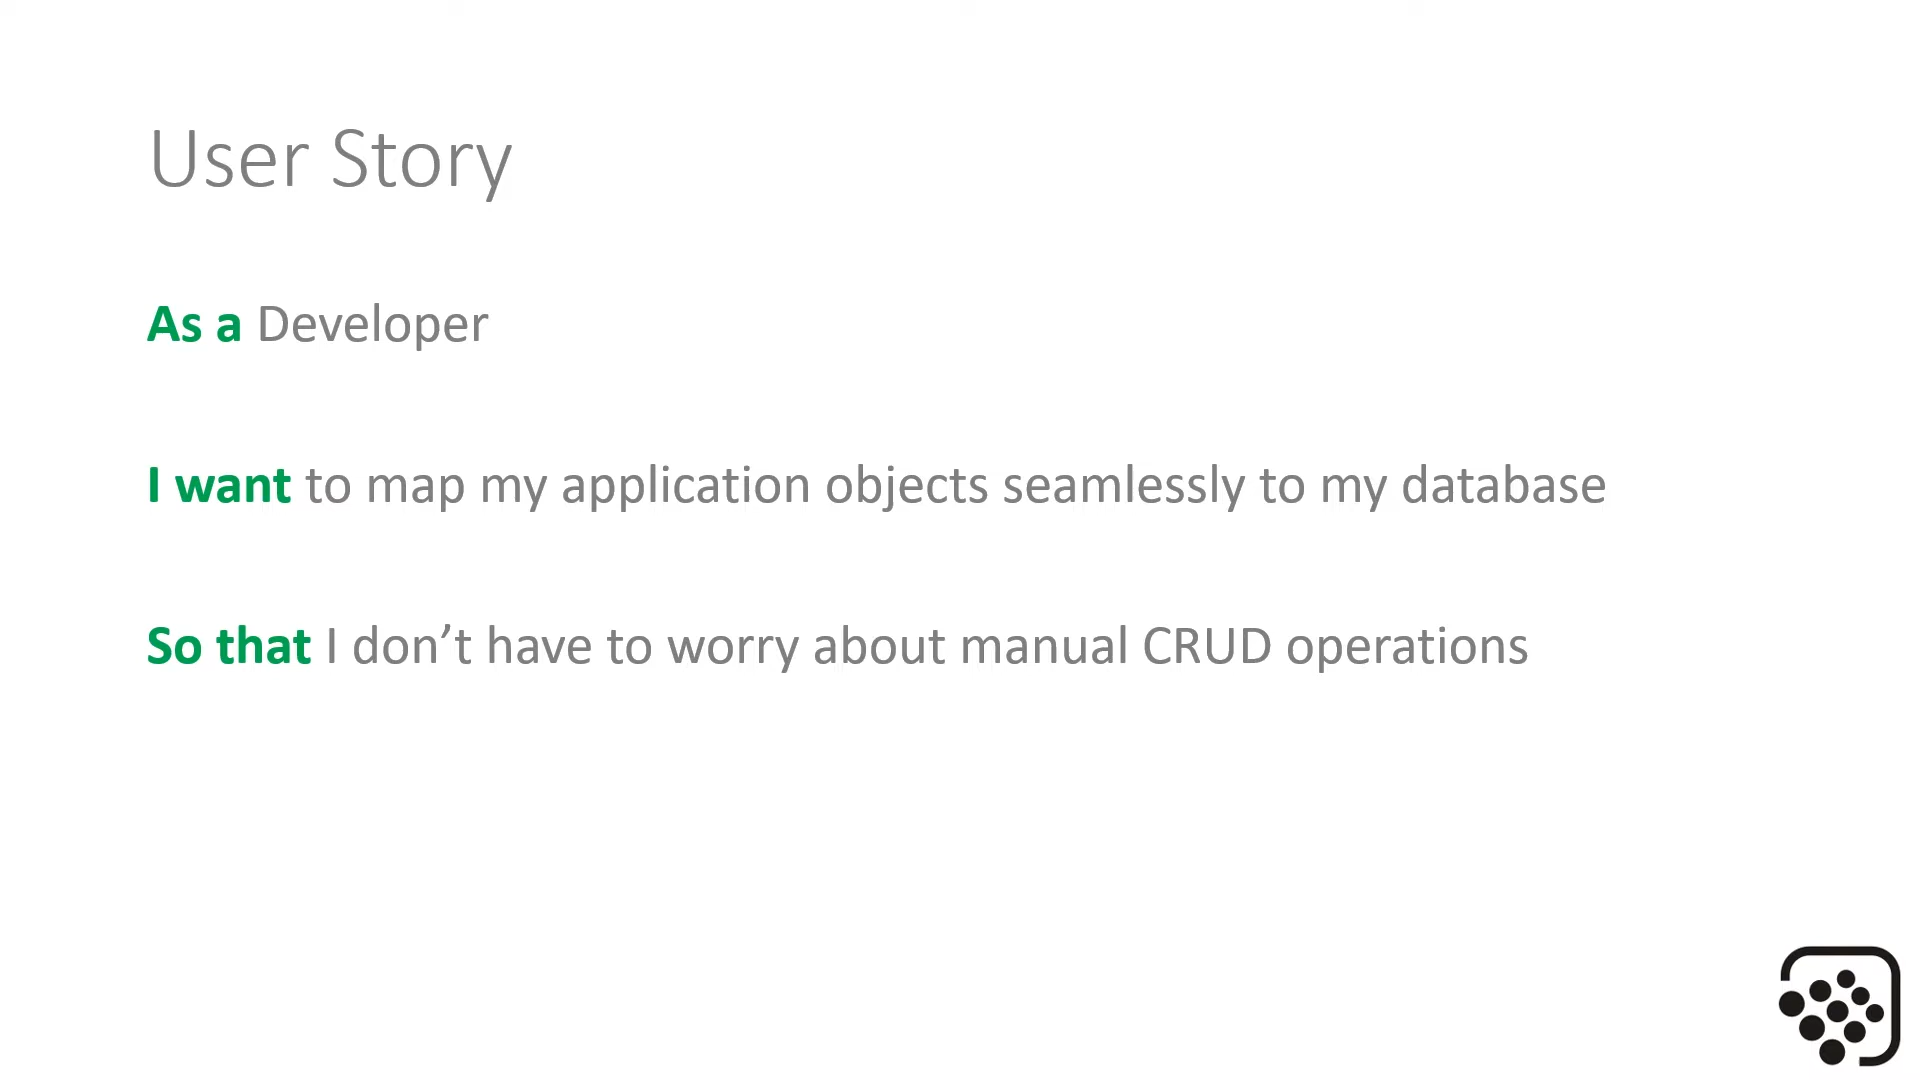 User Story
As a Developer
I want to map my application objects seamlessly to my database
So that I don’t have to worry about manual CRUD operations